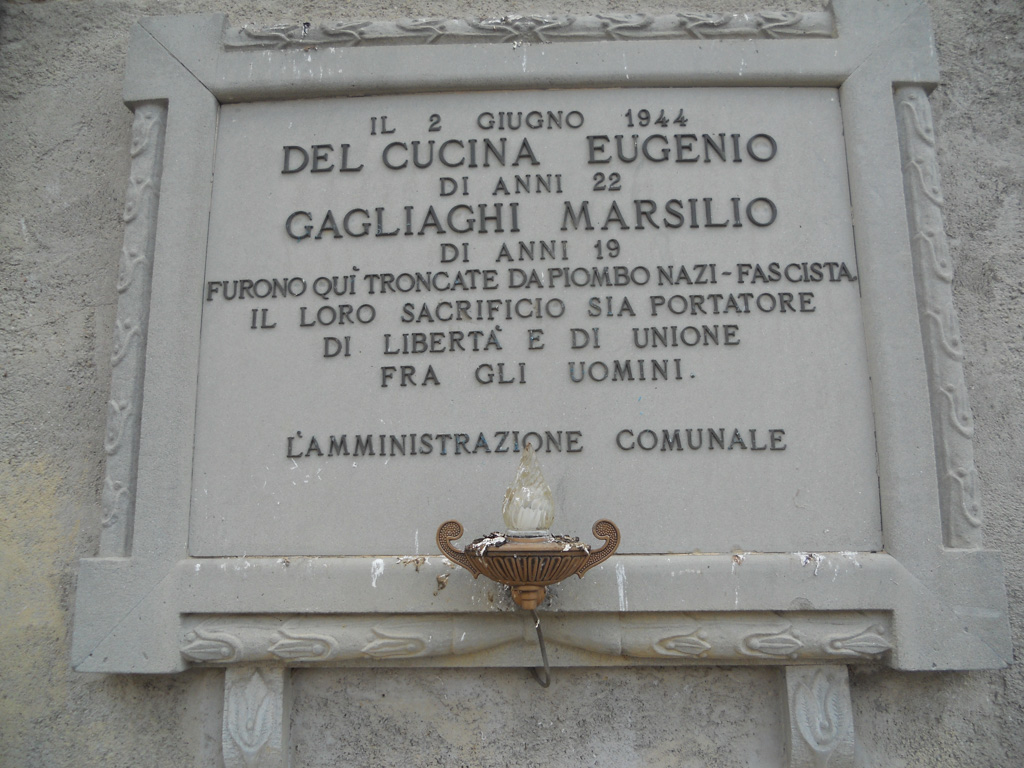 IL 2 GIUGNO 1944
DEL CUCINA EUGENIO
DI ANNI 22
GAGLIAGHI MARSILIO
DI ANNI 19
FURONO QUÌ TRONCATE DA PIOMBO NAZI-FASCISTA.
IL LORO SACRIFICIO SIA PORTATORE
DI LIBERTÀ E DI UNIONE
FRA GLI UOMINI.
L'AMMINISTRAZIONE COMUNALE